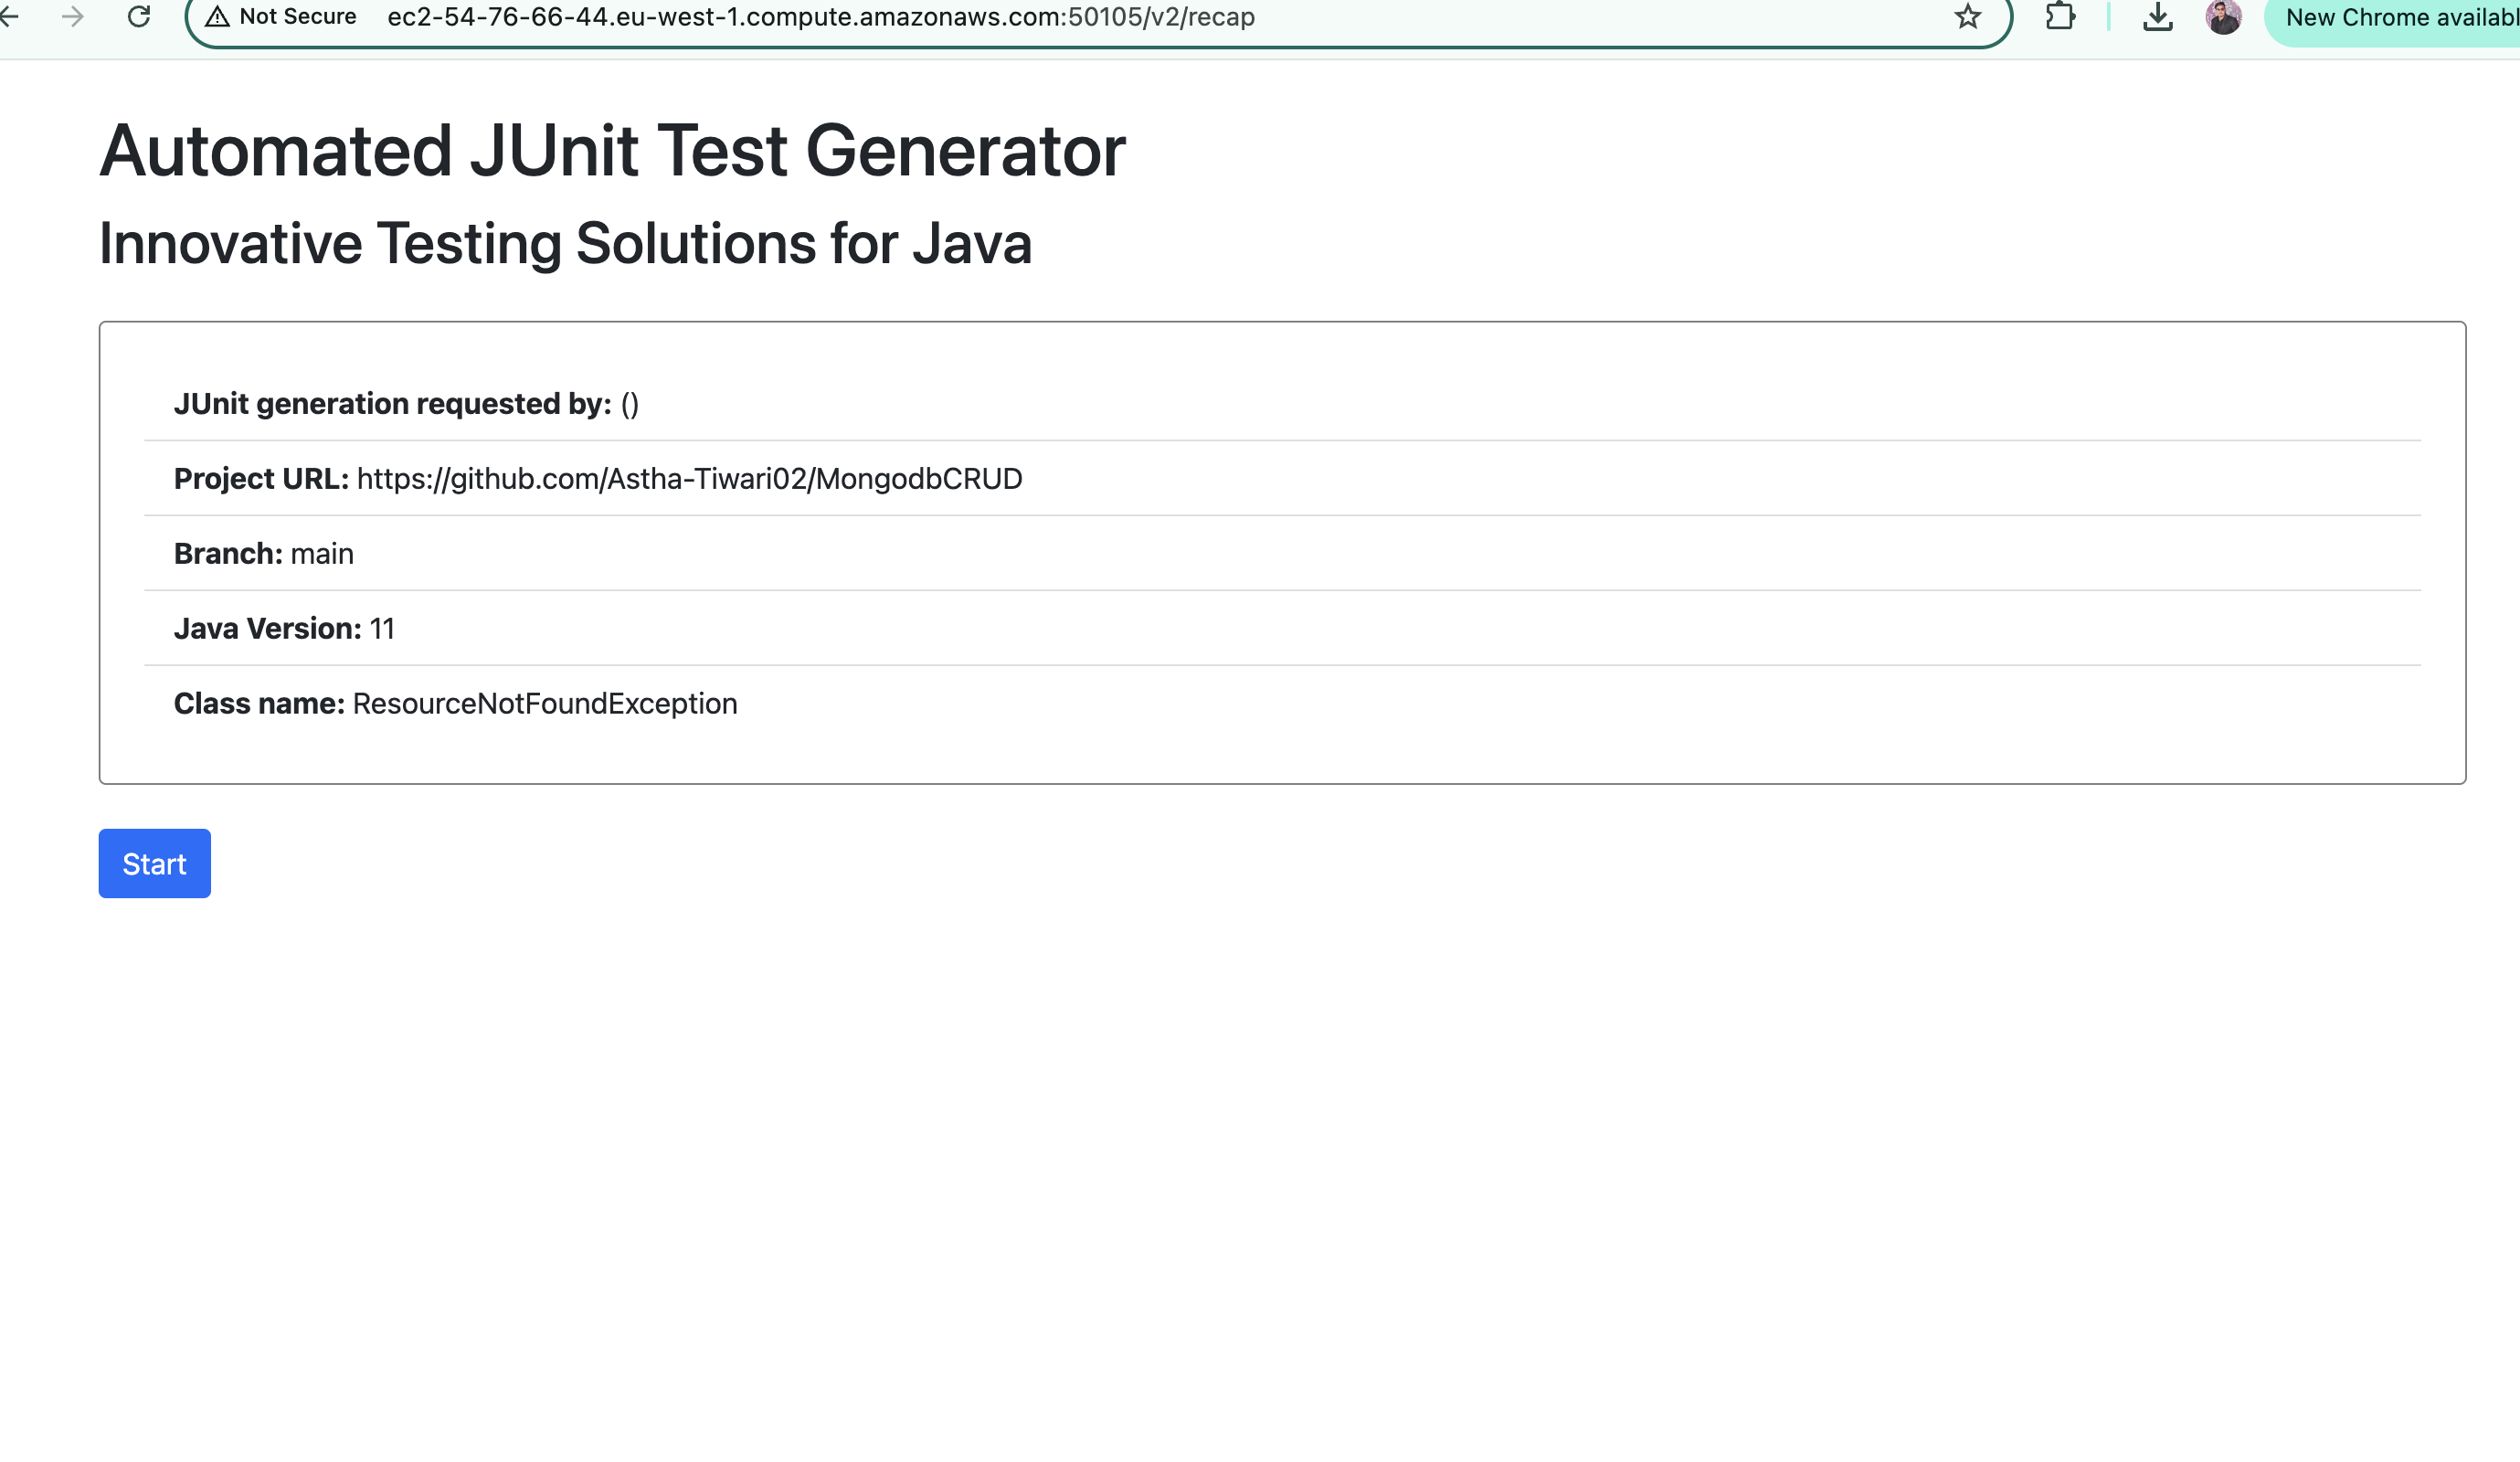 Not Secure ec2-54-76-66-44.eu-west-1.compute.amazonaws.com:50105/v2/recap New Chrome availabl
Automated JUnit Test Generator
Innovative Testing Solutions for Java
JUnit generation requested by: ()
Project URL: https://github.com/Astha-Tiwari02/MongodbCRUD
Branch: main
Java Version: 11
Class name: ResourceNotFoundException
Start